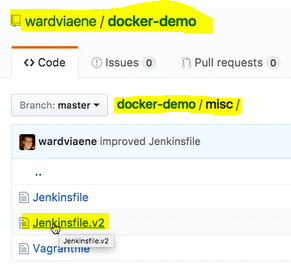 wardviaene / docker-demo
<> Code
Issues 0
Pull requests 0
Branch: master
docker-demo / misc /
wardviaene improved Jenkinsfile
..
Jenkinsfile
Jenkinsfile.v2
Jenkinsfile.v2
Vagrantfile